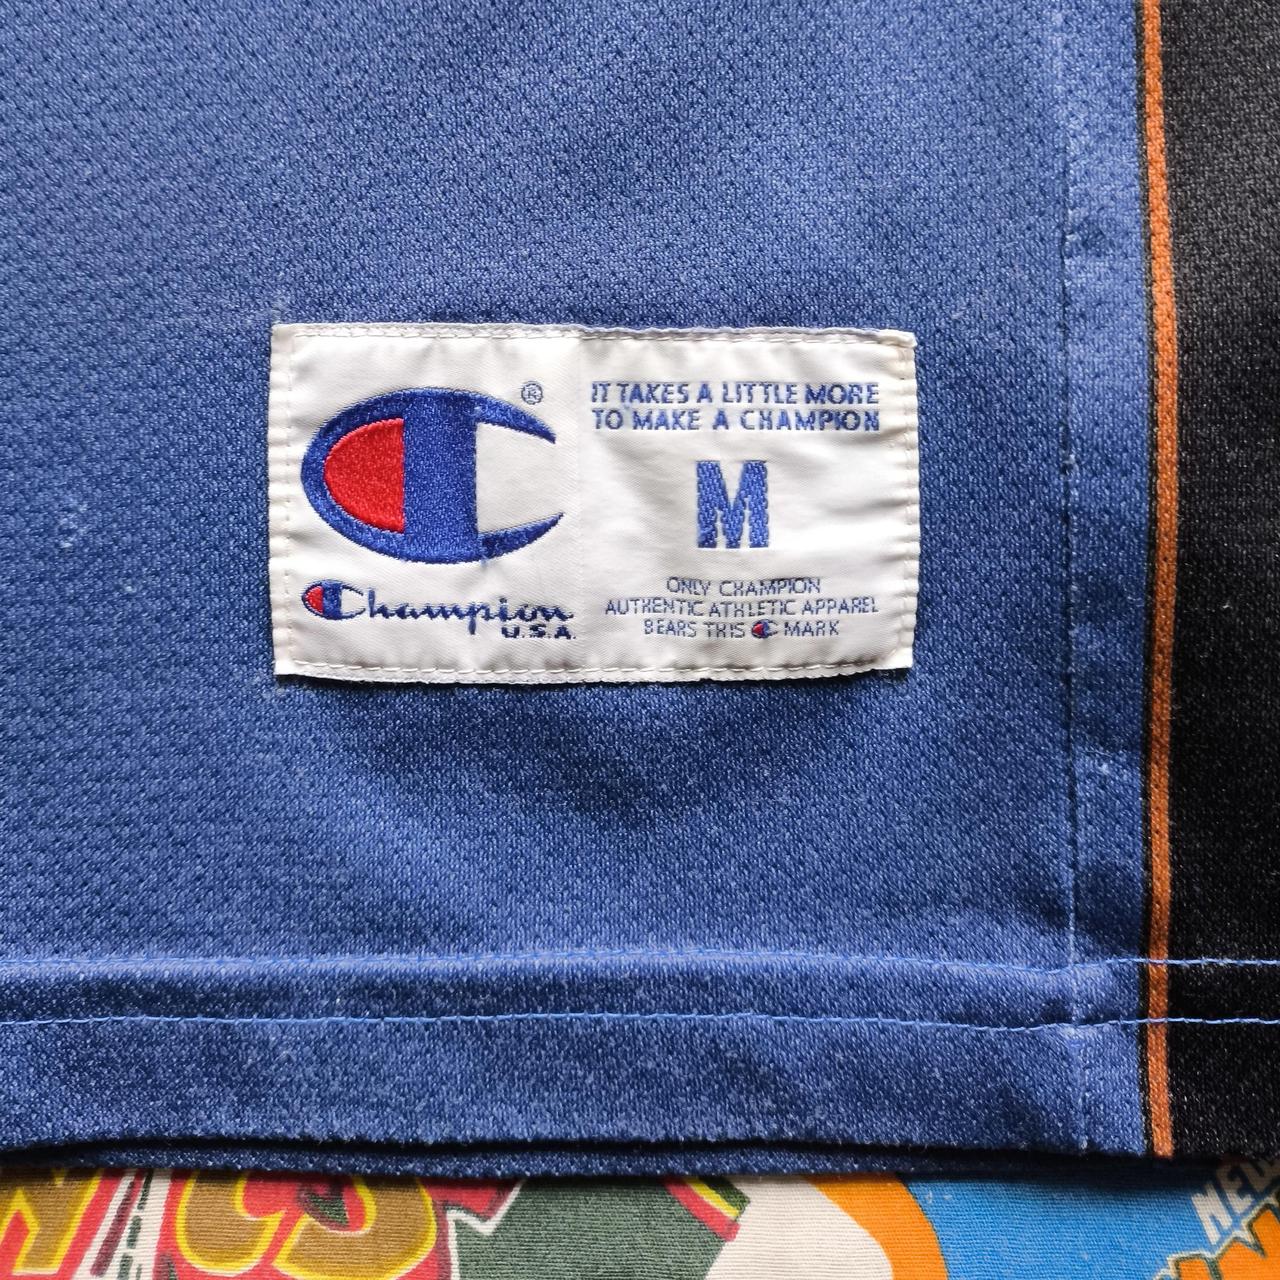 ®
IT TAKES A LITTLE MORE
TO MAKE A CHAMPION
M
Champion
U.S.A.
ONLY CHAMPION
AUTHENTIC ATHLETIC APPAREL
BEARS THIS MARK